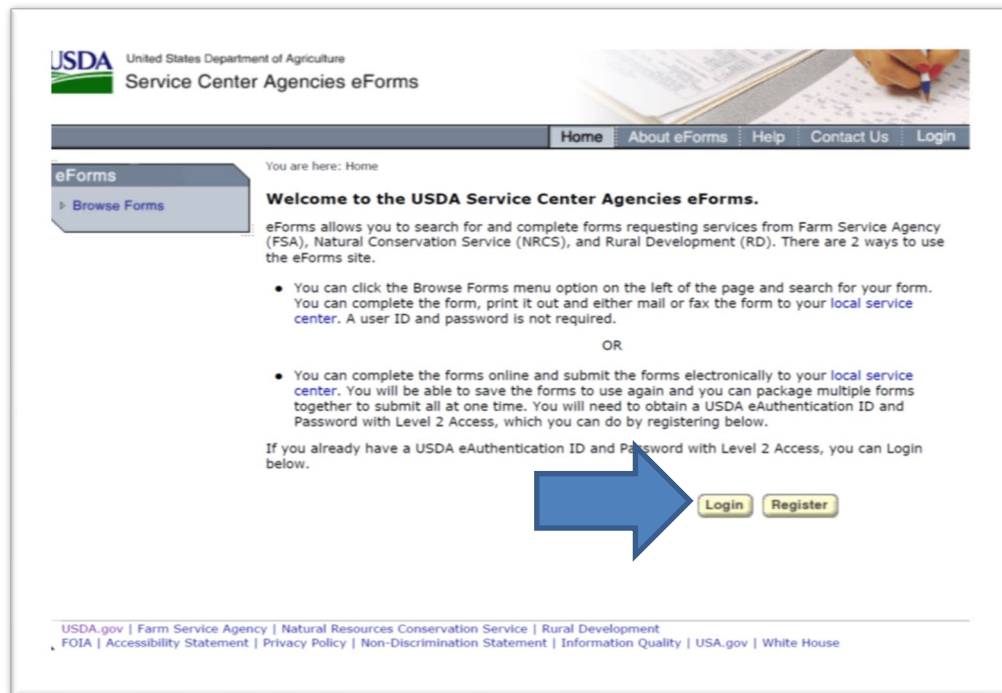 USDA
United States Department of Agriculture
Service Center Agencies eForms
Home About eForms Help Contact Us Login
eForms
Browse Forms
You are here: Home
Welcome to the USDA Service Center Agencies eForms.
eForms allows you to search for and complete forms requesting services from Farm Service Agency
(FSA), Natural Conservation Service (NRCS), and Rural Development (RD). There are 2 ways to use
the eForms site.
• You can click the Browse Forms menu option on the left of the page and search for your form.
You can complete the form, print it out and either mail or fax the form to your local service
center. A user ID and password is not required.
OR
• You can complete the forms online and submit the forms electronically to your local service
center. You will be able to save the forms to use again and you can package multiple forms
together to submit all at one time. You will need to obtain a USDA eAuthentication ID and
Password with Level 2 Access, which you can do by registering below.
If you already have a USDA eAuthentication ID and Password with Level 2 Access, you can Login
below.
Login Register
USDA.gov | Farm Service Agency | Natural Resources Conservation Service | Rural Development
FOIA | Accessibility Statement | Privacy Policy | Non-Discrimination Statement | Information Quality | USA.gov | White House